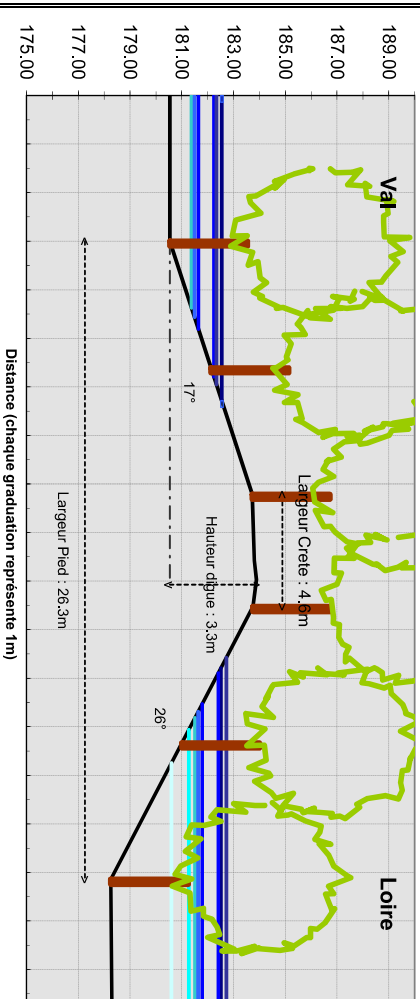 189.00
187.00
185.00
183.00
181.00
179.00
177.00
175.00
Val
Loire
Largeur Crete : 4.6m
Hauteur digue : 3.3m
17°
26°
Largeur Pied : 26.3m
Distance (chaque graduation représente 1m)